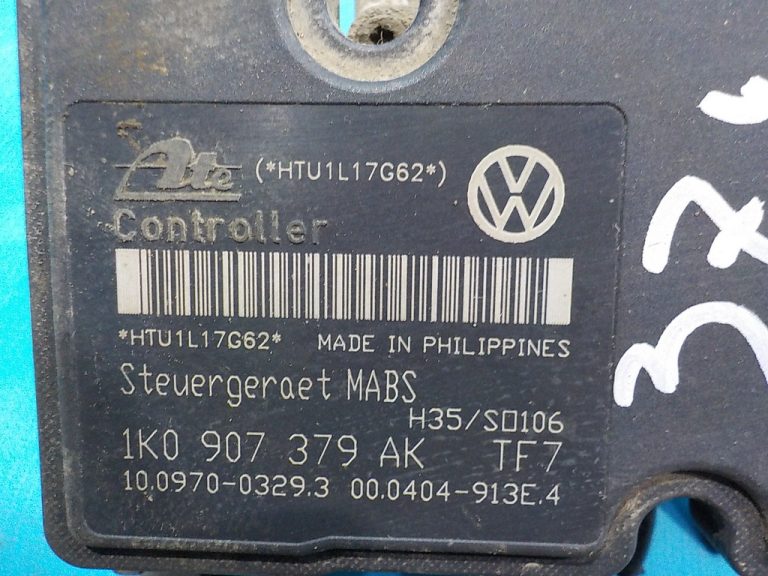 Ate (*HTU1L17G62*)
Controller
*HTU1L17G62* MADE IN PHILIPPINES
Steuergeraet MABS
H35/S0106
1K0 907 379 AK TF7
10.0970-0329.3 00.0404-913E.4
37